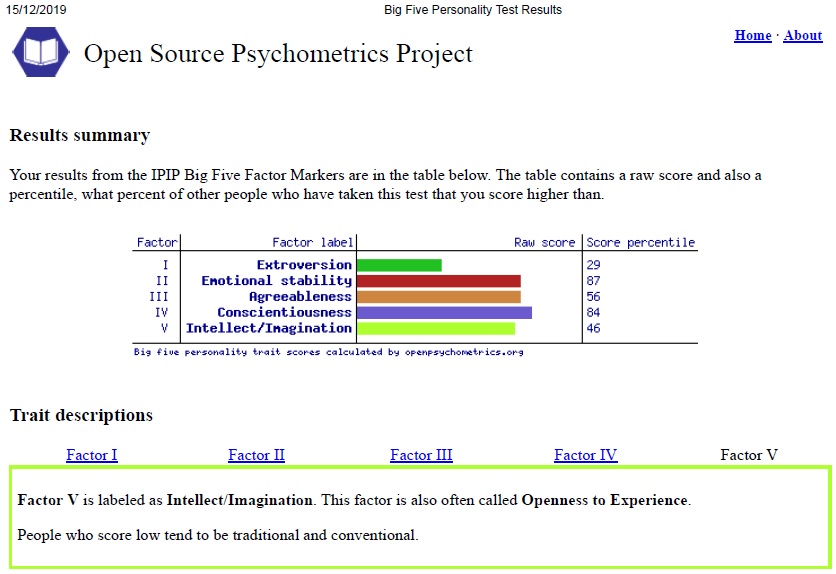 15/12/2019 Big Five Personality Test Results
Open Source Psychometrics Project
Home · About
Results summary
Your results from the IPIP Big Five Factor Markers are in the table below. The table contains a raw score and also a
percentile, what percent of other people who have taken this test that you score higher than.
Factor Factor label Raw score Score percentile
I Extroversion 29
II Emotional stability 87
III Agreeableness 56
IV Conscientiousness 84
V Intellect/Imagination 46
Big five personality trait scores calculated by openpsychometrics.org
Trait descriptions
Factor I Factor II Factor III Factor IV Factor V
Factor V is labeled as Intellect/Imagination. This factor is also often called Openness to Experience.
People who score low tend to be traditional and conventional.